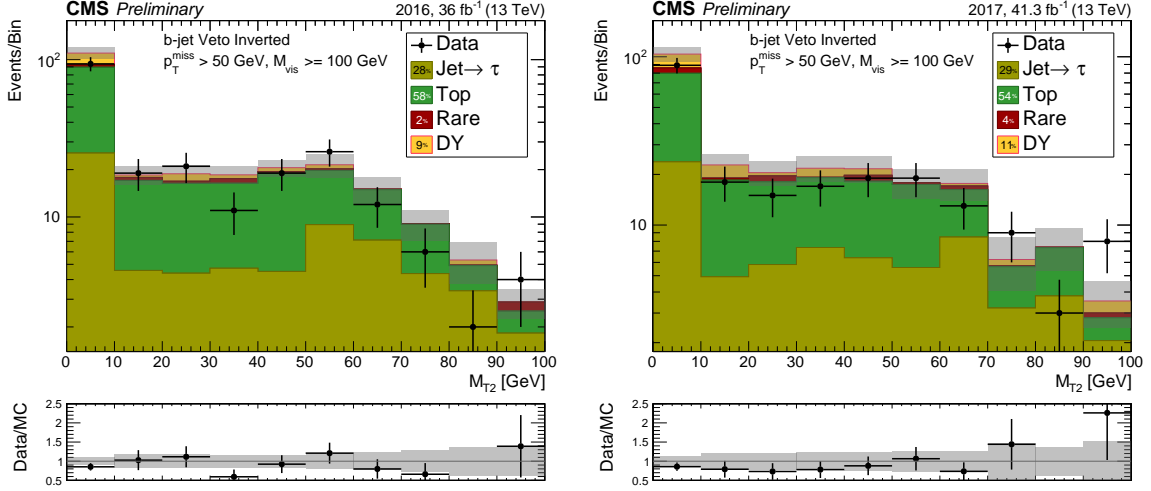 CMS Preliminary 2016, 36 fb⁻¹ (13 TeV)
Events/Bin
10²
10
b-jet Veto Inverted
p_T^miss > 50 GeV, M_vis >= 100 GeV
Data
28% Jet→ τ
58% Top
2% Rare
9% DY
0 10 20 30 40 50 60 70 80 90 100
M_T2 [GeV]
Data/MC
2.5
2
1.5
1
0.5
CMS Preliminary 2017, 41.3 fb⁻¹ (13 TeV)
Events/Bin
10²
10
b-jet Veto Inverted
p_T^miss > 50 GeV, M_vis >= 100 GeV
Data
29% Jet→ τ
54% Top
4% Rare
11% DY
0 10 20 30 40 50 60 70 80 90 100
M_T2 [GeV]
Data/MC
2.5
2
1.5
1
0.5